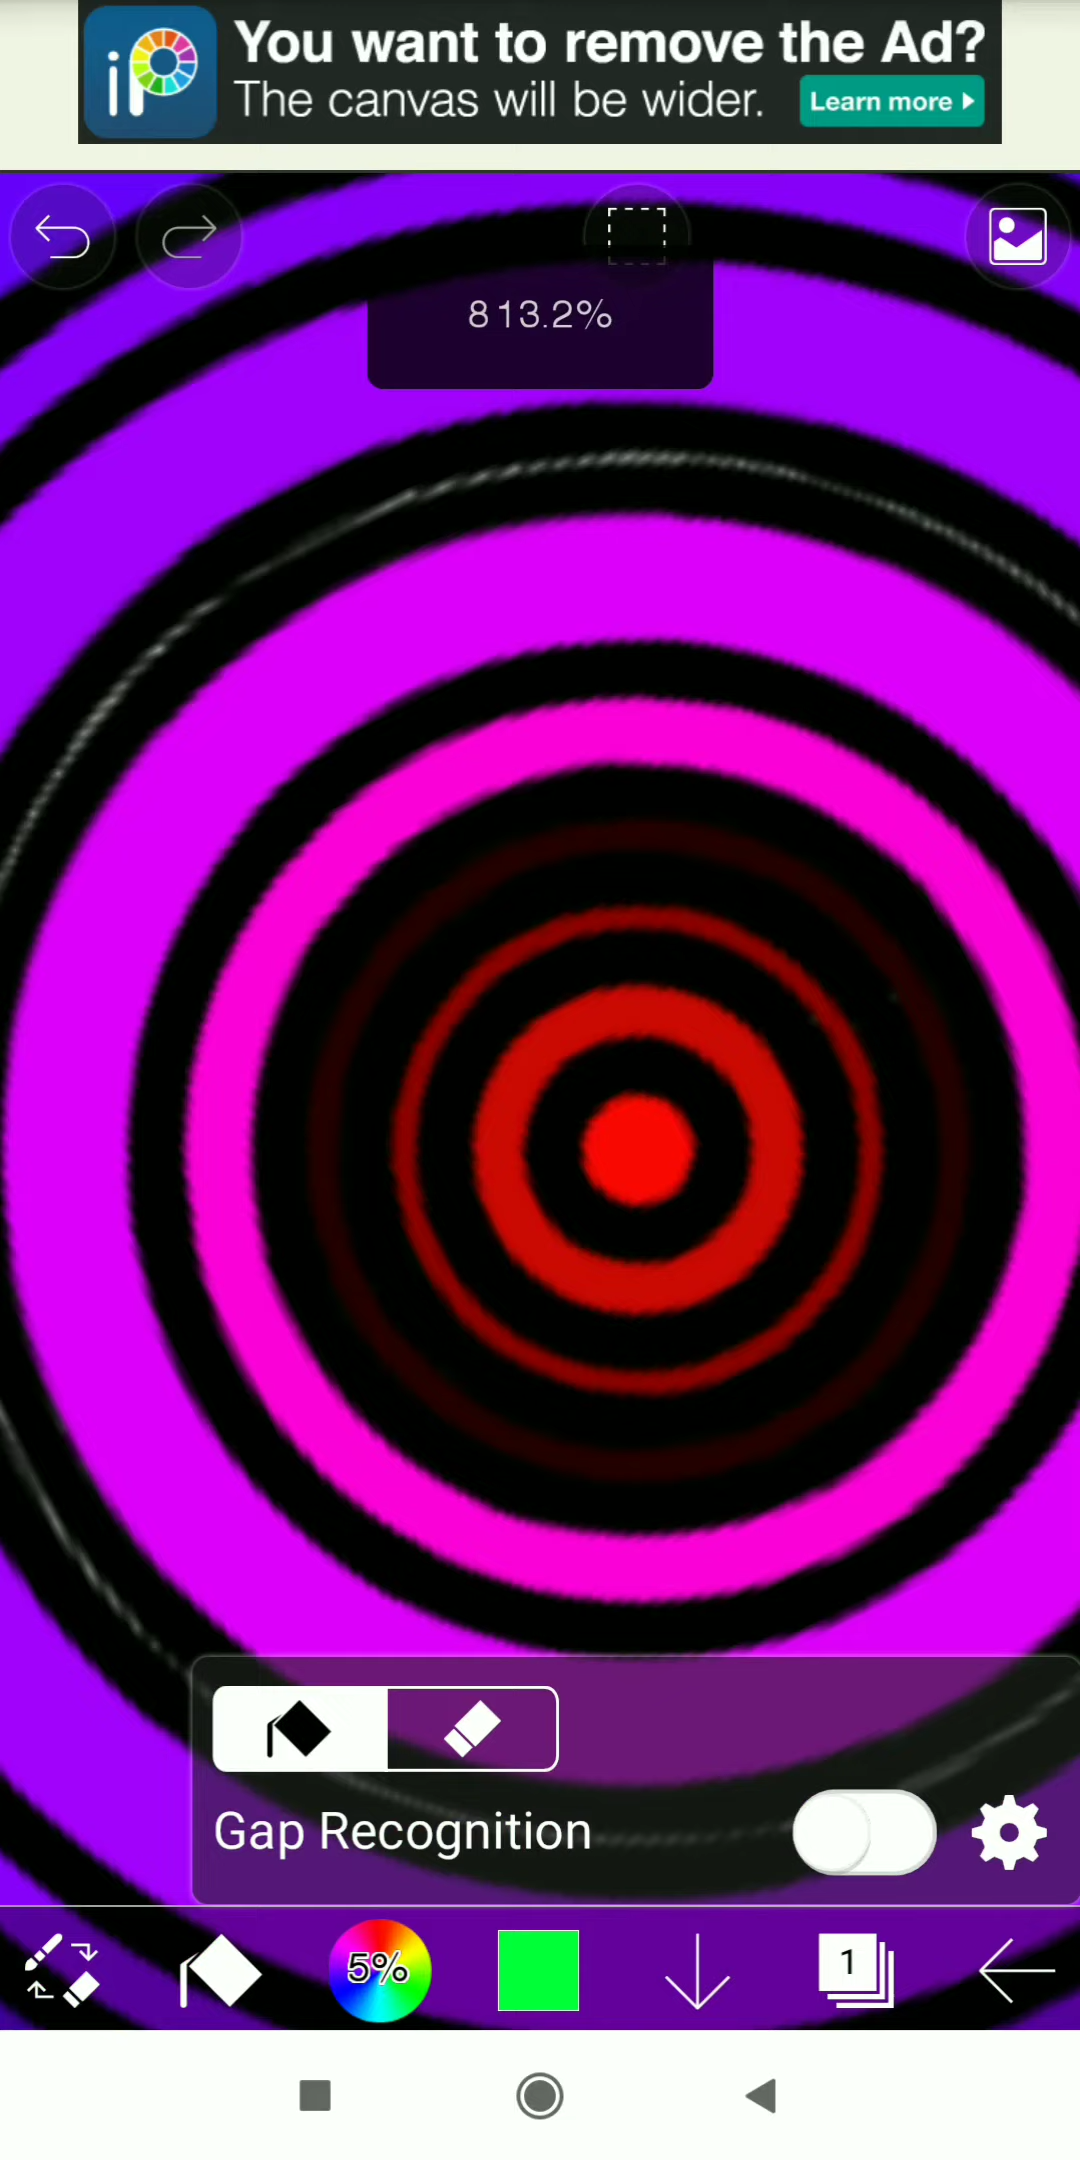 iP
You want to remove the Ad?
The canvas will be wider.
Learn more
813.2%
Gap Recognition
5%
1